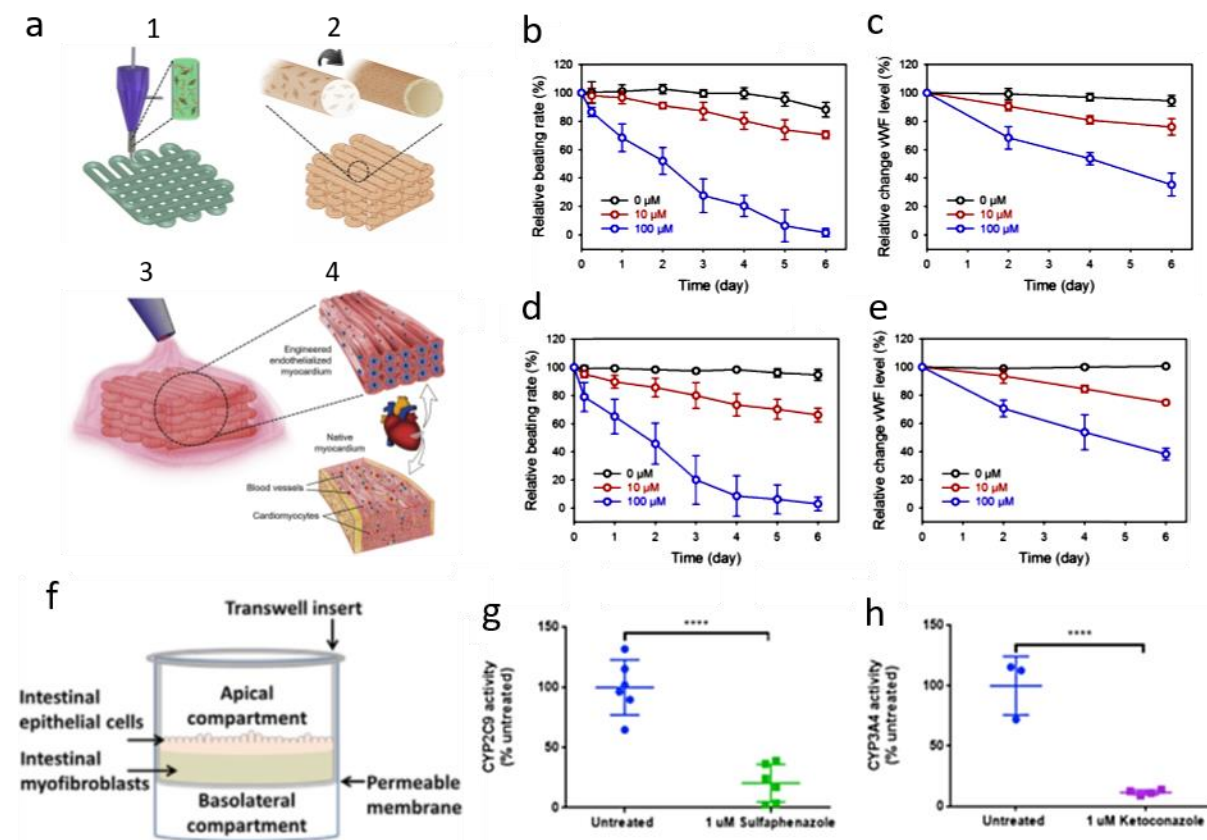 a
1
2
3
4
Engineered
endothelialized
myocardium
Native
myocardium
Blood vessels
Cardiomyocytes
b
Relative beating rate (%)
120
100
80
60
40
20
0
0 µM
10 µM
100 µM
0 1 2 3 4 5 6
Time (day)
c
Relative change vWF level (%)
120
100
80
60
40
20
0
0 µM
10 µM
100 µM
0 1 2 3 4 5 6
Time (day)
d
Relative beating rate (%)
120
100
80
60
40
20
0
0 µM
10 µM
100 µM
0 1 2 3 4 5 6
Time (day)
e
Relative change vWF level (%)
120
100
80
60
40
20
0
0 µM
10 µM
100 µM
0 1 2 3 4 5 6
Time (day)
f
Transwell insert
Apical
compartment
Intestinal
epithelial cells
Intestinal
myofibroblasts
Permeable
membrane
Basolateral
compartment
g
CYP2C9 activity
(% untreated)
150
100
50
0
****
Untreated 1 uM Sulfaphenazole
h
CYP3A4 activity
(% untreated)
150
100
50
0
****
Untreated 1 uM Ketoconazole